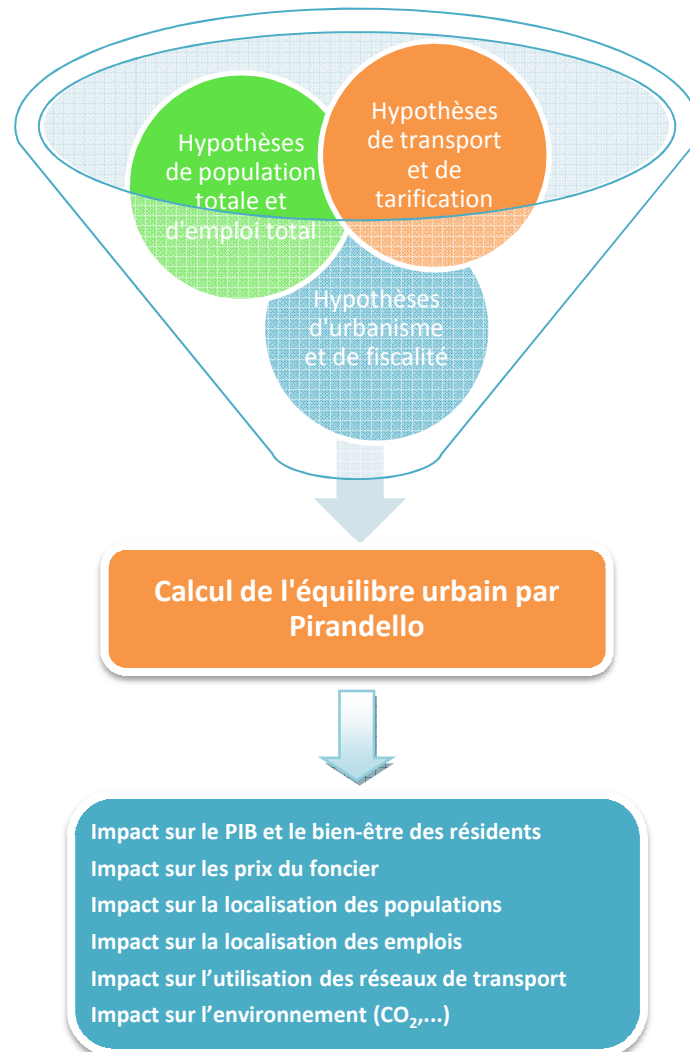 Hypothèses
de population
totale et
d'emploi total
Hypothèses
de transport
et de
tarification
Hypothèses
d'urbanisme
et de fiscalité
Calcul de l'équilibre urbain par
Pirandello
Impact sur le PIB et le bien-être des résidents
Impact sur les prix du foncier
Impact sur la localisation des populations
Impact sur la localisation des emplois
Impact sur l’utilisation des réseaux de transport
Impact sur l’environnement (CO₂,...)